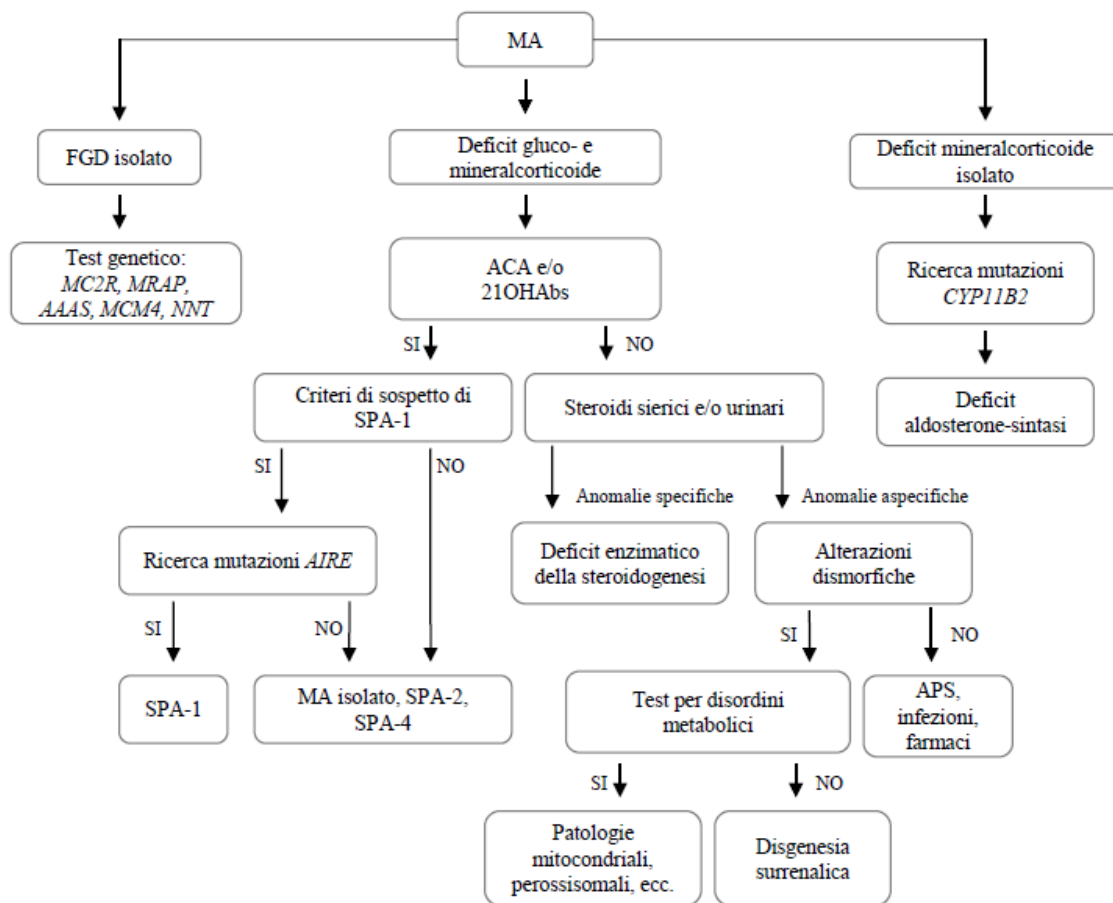 MA
FGD isolato
Deficit gluco- e
mineralcorticoide
Deficit mineralcorticoide
isolato
Test genetico:
MC2R, MRAP,
AAAS, MCM4, NNT
ACA e/o
21OHAbs
Ricerca mutazioni
CYP11B2
SI
NO
Criteri di sospetto di
SPA-1
Steroidi sierici e/o urinari
Deficit
aldosterone-sintasi
SI
NO
Anomalie specifiche
Anomalie aspecifiche
Ricerca mutazioni AIRE
Deficit enzimatico
della steroidogenesi
Alterazioni
dismorfiche
SI
NO
SI
NO
SPA-1
MA isolato, SPA-2,
SPA-4
Test per disordini
metabolici
APS,
infezioni,
farmaci
SI
NO
Patologie
mitocondriali,
perossisomali, ecc.
Disgenesia
surrenalica